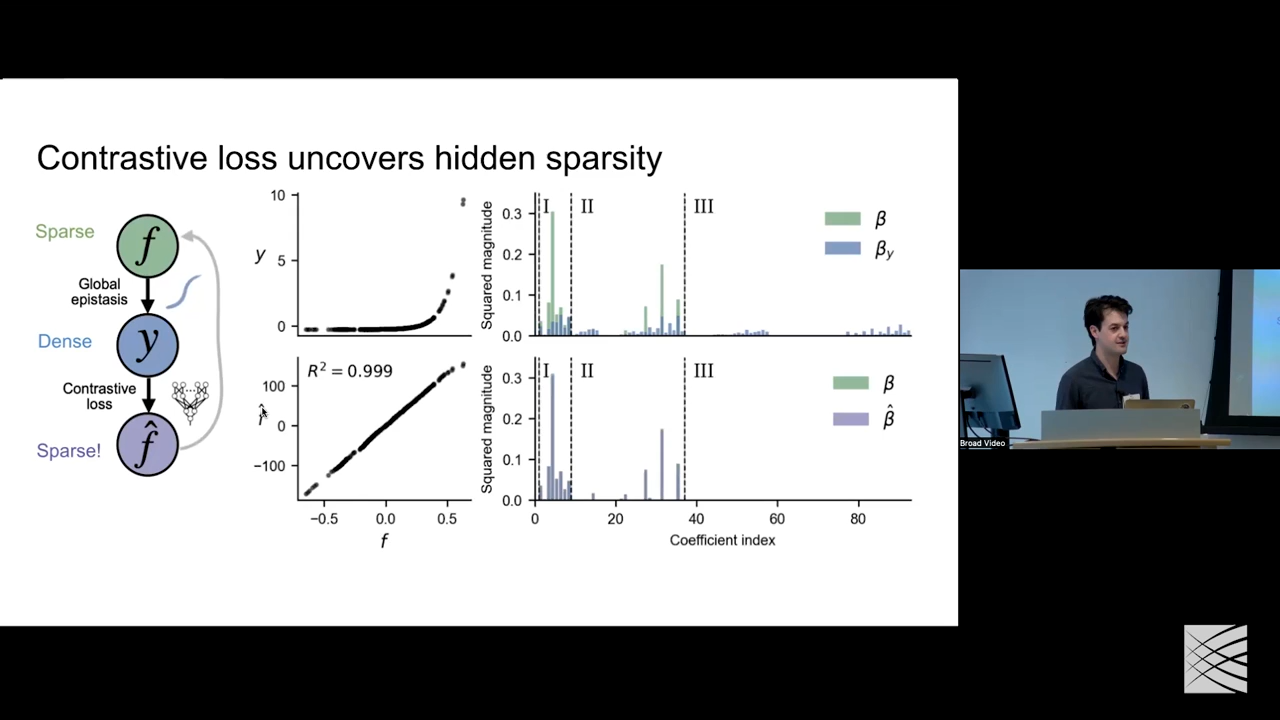 Contrastive loss uncovers hidden sparsity
Sparse
f
Global
epistasis
Dense
y
Contrastive
loss
Sparse!
f̂
10
5
0
y
R² = 0.999
100
0
−100
f̂
−0.5
0.0
0.5
f
Squared magnitude
0.3
0.2
0.1
0.0
I
II
III
β
βy
Squared magnitude
0.3
0.2
0.1
0.0
I
II
III
β
β̂
0
20
40
60
80
Coefficient index
Broad Video